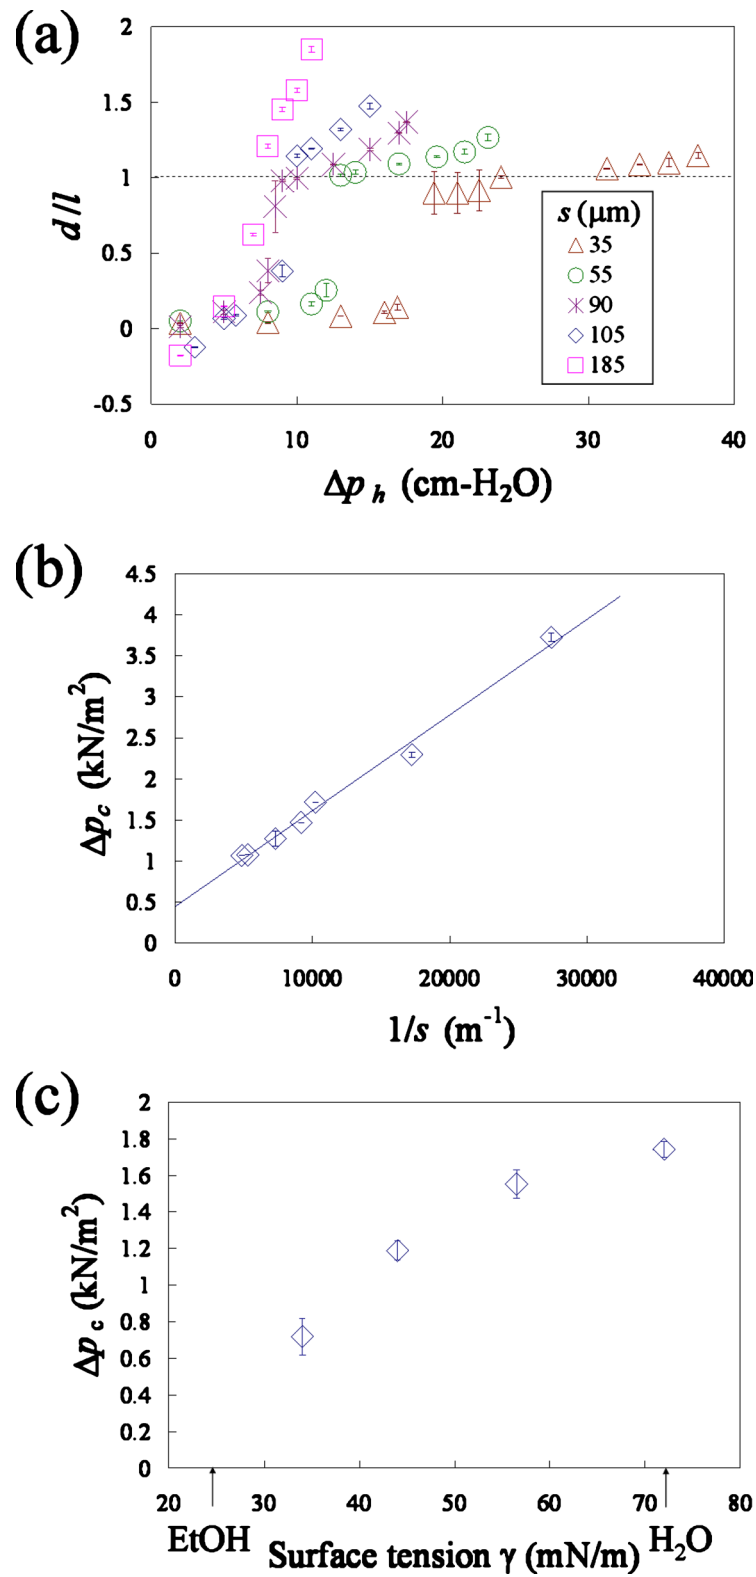 (a)
2
1.5
1
0.5
0
-0.5
d/l
s (μm)
35
55
90
105
185
0 10 20 30 40
Δp h (cm-H₂O)
(b)
4.5
4
3.5
3
2.5
2
1.5
1
0.5
0
Δpc (kN/m²)
0 10000 20000 30000 40000
1/s (m⁻¹)
(c)
2
1.8
1.6
1.4
1.2
1
0.8
0.6
0.4
0.2
0
Δp c (kN/m²)
20 30 40 50 60 70 80
EtOH H₂O
Surface tension γ (mN/m)